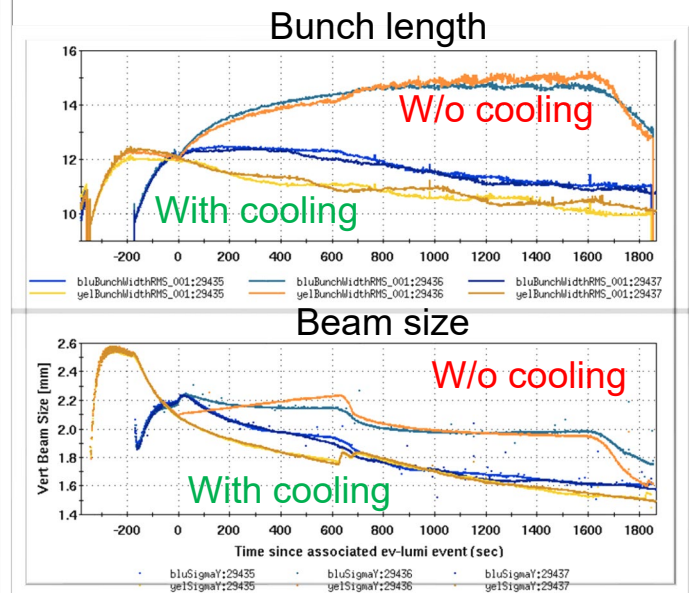 Bunch length
16
14
12
10
W/o cooling
With cooling
-200 0 200 400 600 800 1000 1200 1400 1600 1800
bluBunchWidthRMS_001:29435 bluBunchWidthRMS_001:29436 bluBunchWidthRMS_001:29437
yelBunchWidthRMS_001:29435 yelBunchWidthRMS_001:29436 yelBunchWidthRMS_001:29437
Beam size
Vert Beam Size [mm]
2.6
2.4
2.2
2.0
1.8
1.6
1.4
W/o cooling
With cooling
-200 0 200 400 600 800 1000 1200 1400 1600 1800
Time since associated ev-lumi event (sec)
bluSigmaY:29435 bluSigmaY:29436 bluSigmaY:29437
yelSigmaY:29435 yelSigmaY:29436 yelSigmaY:29437